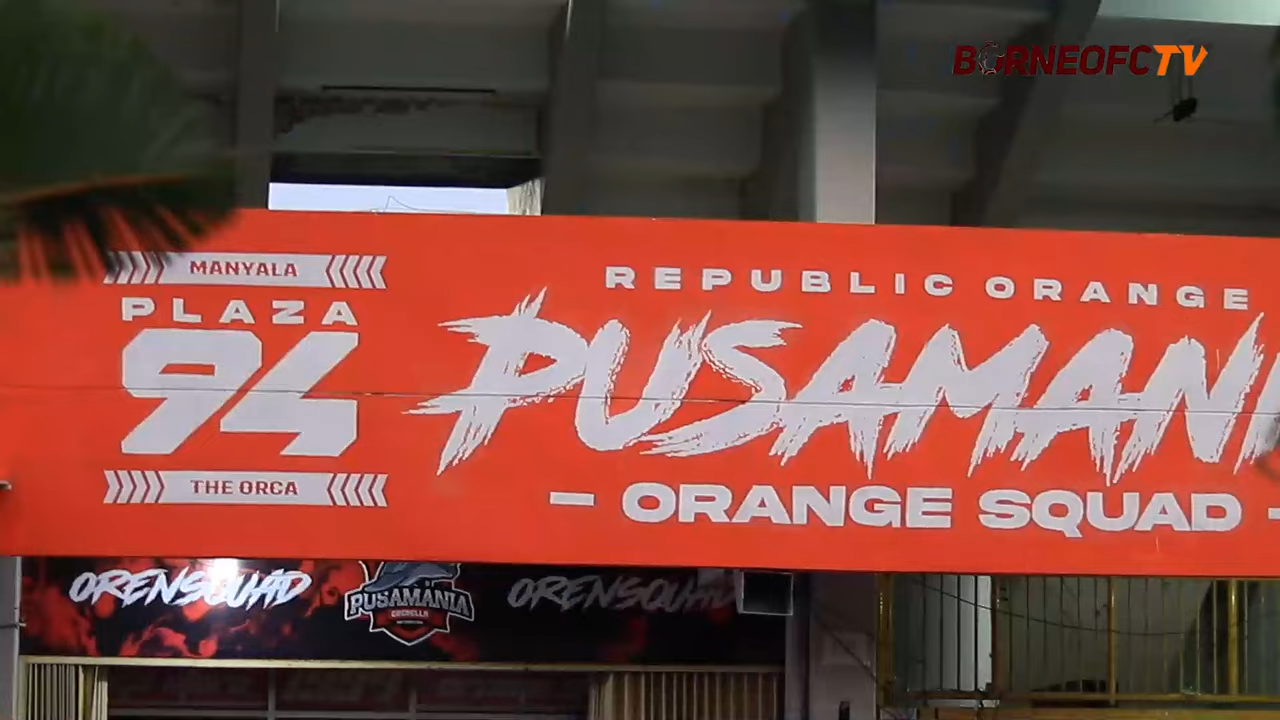 BORNEOFCTV
MANYALA
PLAZA
94
THE ORCA
REPUBLIC ORANGE
PUSAMANI
- ORANGE SQUAD -
ORENSQUAD
PUSAMANIA
ORENSQUAD